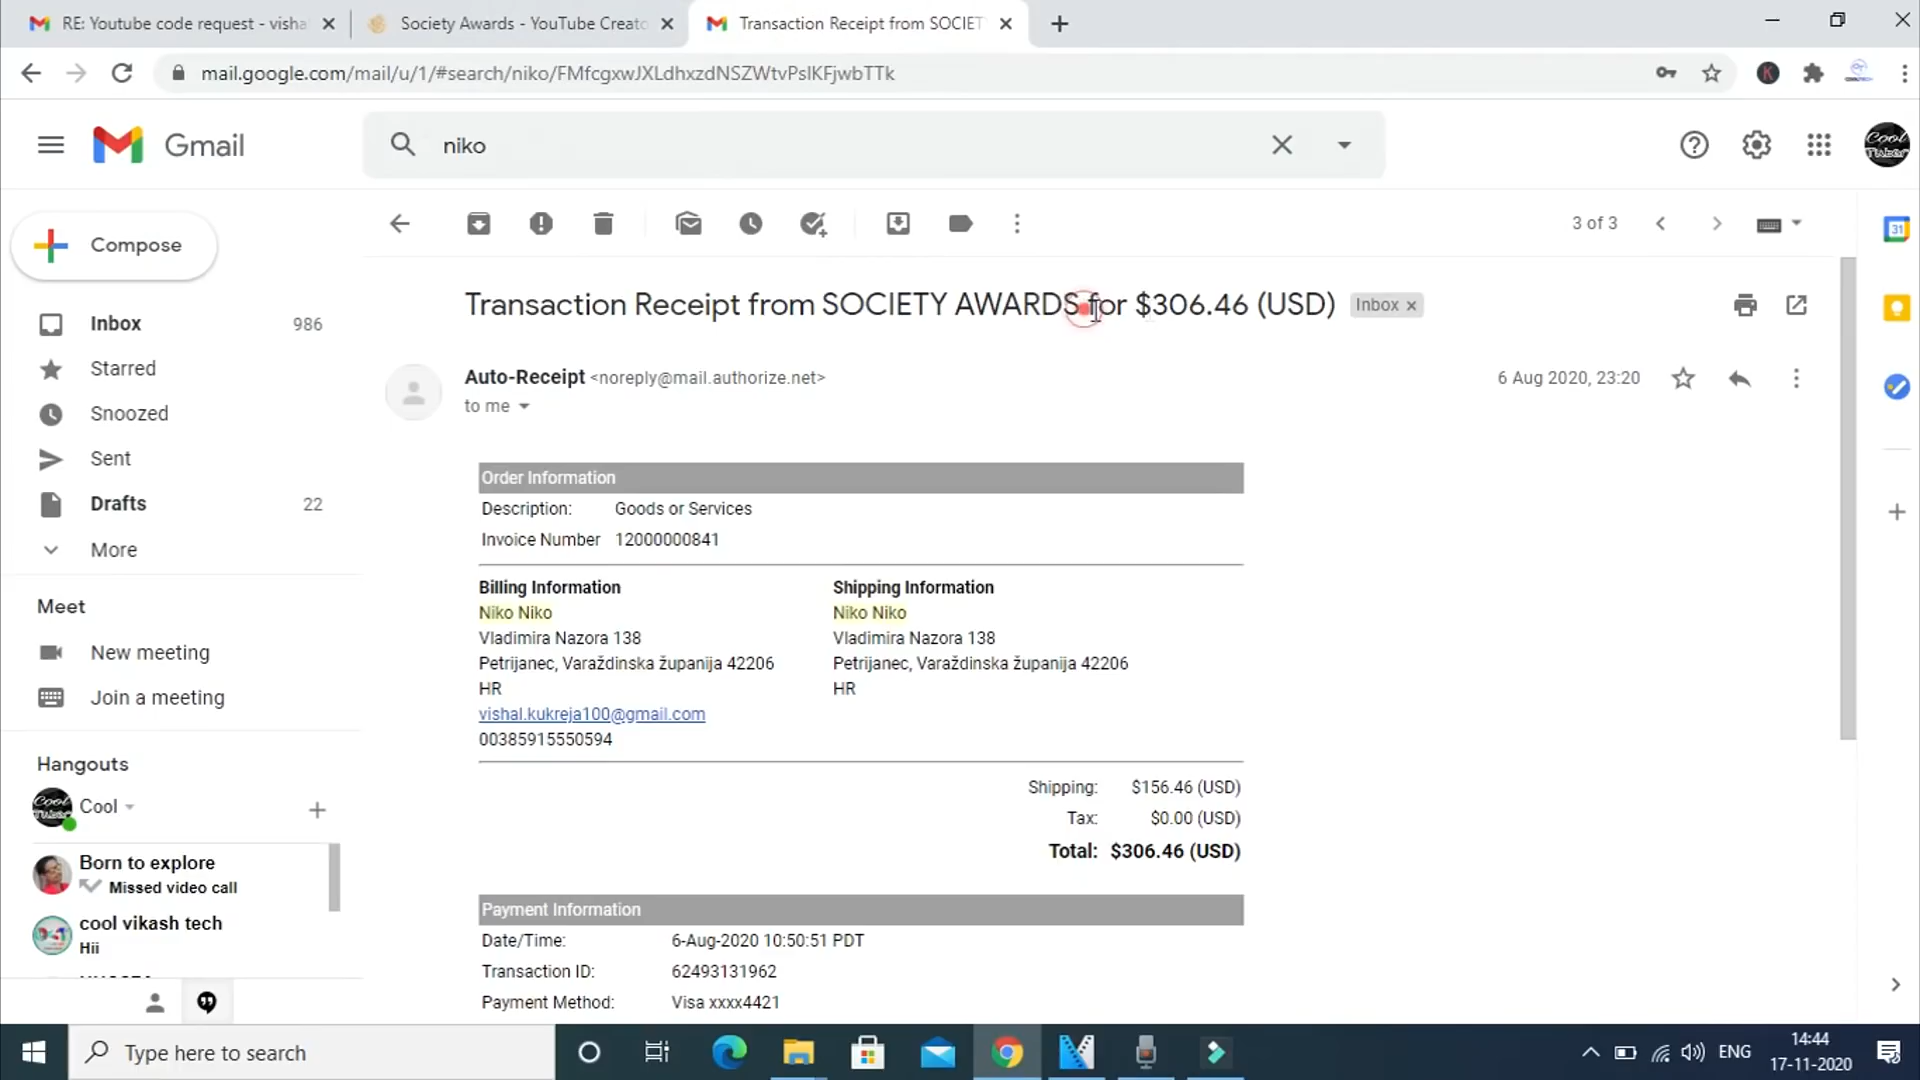 RE: Youtube code request - visha
Society Awards - YouTube Creato
Transaction Receipt from SOCIET
mail.google.com/mail/u/1/#search/niko/FMfcgxwJXLdhxzdNSZWtvPslKFjwbTTk
Gmail
niko
Cool
Compose
3 of 3
31
Transaction Receipt from SOCIETY AWARDS for $306.46 (USD)
Inbox
Inbox 986
Auto-Receipt <noreply@mail.authorize.net>
6 Aug 2020, 23:20
to me
Starred
Snoozed
Sent
Drafts 22
More
Order Information
Description: Goods or Services
Invoice Number 12000000841
Billing Information
Niko Niko
Vladimira Nazora 138
Petrijanec, Varaždinska županija 42206
HR
vishal.kukreja100@gmail.com
00385915550594
Shipping Information
Niko Niko
Vladimira Nazora 138
Petrijanec, Varaždinska županija 42206
HR
Shipping: $156.46 (USD)
Tax: $0.00 (USD)
Total: $306.46 (USD)
Payment Information
Date/Time: 6-Aug-2020 10:50:51 PDT
Transaction ID: 62493131962
Payment Method: Visa xxxx4421
Meet
New meeting
Join a meeting
Hangouts
Cool
Born to explore
Missed video call
cool vikash tech
Hii
Type here to search
ENG
14:44
17-11-2020